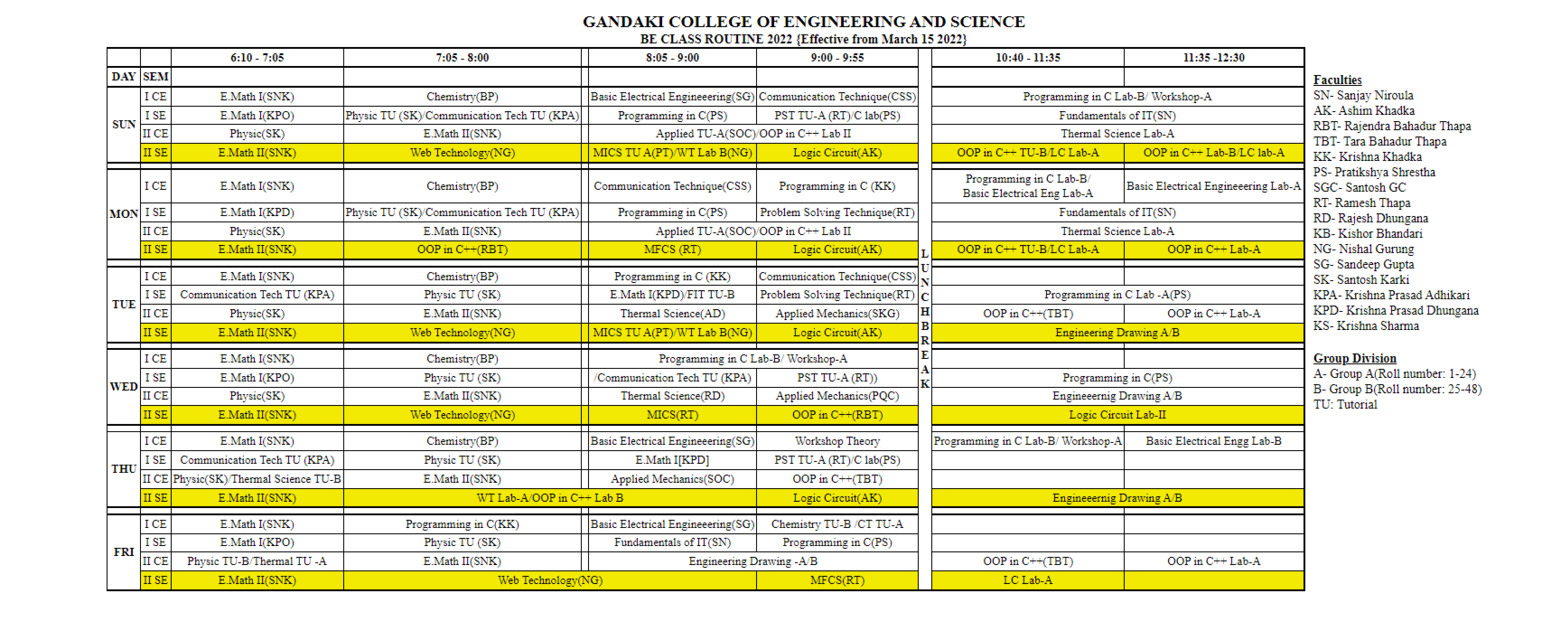 GANDAKI COLLEGE OF ENGINEERING AND SCIENCE
BE CLASS ROUTINE 2022 {Effective from March 15 2022}
6:10 - 7:05 7:05 - 8:00 8:05 - 9:00 9:00 - 9:55 10:40 - 11:35 11:35 -12:30
DAY SEM
SUN
I CE E.Math I(SNK) Chemistry(BP) Basic Electrical Engineeering(SG) Communication Technique(CSS) Programming in C Lab-B/ Workshop-A
I SE E.Math I(KPO) Physic TU (SK)/Communication Tech TU (KPA) Programming in C(PS) PST TU-A (RT)/C lab(PS) Fundamentals of IT(SN)
II CE Physic(SK) E.Math II(SNK) Applied TU-A(SOC)/OOP in C++ Lab II Thermal Science Lab-A
II SE E.Math II(SNK) Web Technology(NG) MICS TU A(PT)/WT Lab B(NG) Logic Circuit(AK) OOP in C++ TU-B/LC Lab-A OOP in C++ Lab-B/LC lab-A
MON
I CE E.Math I(SNK) Chemistry(BP) Communication Technique(CSS) Programming in C (KK) Programming in C Lab-B/
Basic Electrical Eng Lab-A Basic Electrical Engineeering Lab-A
I SE E.Math I(KPD) Physic TU (SK)/Communication Tech TU (KPA) Programming in C(PS) Problem Solving Technique(RT) Fundamentals of IT(SN)
II CE Physic(SK) E.Math II(SNK) Applied TU-A(SOC)/OOP in C++ Lab II Thermal Science Lab-A
II SE E.Math II(SNK) OOP in C++(RBT) MFCS (RT) Logic Circuit(AK) OOP in C++ TU-B/LC Lab-A OOP in C++ Lab-A
TUE
I CE E.Math I(SNK) Chemistry(BP) Programming in C (KK) Communication Technique(CSS)
I SE Communication Tech TU (KPA) Physic TU (SK) E.Math I(KPD)/FIT TU-B Problem Solving Technique(RT) Programming in C Lab -A(PS)
II CE Physic(SK) E.Math II(SNK) Thermal Science(AD) Applied Mechanics(SKG) OOP in C++(TBT) OOP in C++ Lab-A
II SE E.Math II(SNK) Web Technology(NG) MICS TU A(PT)/WT Lab B(NG) Logic Circuit(AK) Engineering Drawing A/B
WED
I CE E.Math I(SNK) Chemistry(BP) Programming in C Lab-B/ Workshop-A
I SE E.Math I(KPO) Physic TU (SK) /Communication Tech TU (KPA) PST TU-A (RT)) Programming in C(PS)
II CE Physic(SK) E.Math II(SNK) Thermal Science(RD) Applied Mechanics(PQC) Engineeernig Drawing A/B
II SE E.Math II(SNK) Web Technology(NG) MICS(RT) OOP in C++(RBT) Logic Circuit Lab-II
THU
I CE E.Math I(SNK) Chemistry(BP) Basic Electrical Engineeering(SG) Workshop Theory Programming in C Lab-B/ Workshop-A Basic Electrical Engg Lab-B
I SE Communication Tech TU (KPA) Physic TU (SK) E.Math I[KPD] PST TU-A (RT)/C lab(PS)
II CE Physic(SK)/Thermal Science TU-B E.Math II(SNK) Applied Mechanics(SOC) OOP in C++(TBT)
II SE E.Math II(SNK) WT Lab-A/OOP in C++ Lab B Logic Circuit(AK) Engineeernig Drawing A/B
FRI
I CE E.Math I(SNK) Programming in C(KK) Basic Electrical Engineeering(SG) Chemistry TU-B /CT TU-A
I SE E.Math I(KPO) Physic TU (SK) Fundamentals of IT(SN) Programming in C(PS)
II CE Physic TU-B/Thermal TU -A E.Math II(SNK) Engineering Drawing -A/B OOP in C++(TBT) OOP in C++ Lab-A
II SE E.Math II(SNK) Web Technology(NG) MFCS(RT) LC Lab-A
LUNCH BREAK
Faculties
SN- Sanjay Niroula
AK- Ashim Khadka
RBT- Rajendra Bahadur Thapa
TBT- Tara Bahadur Thapa
KK- Krishna Khadka
PS- Pratikshya Shrestha
SGC- Santosh GC
RT- Ramesh Thapa
RD- Rajesh Dhungana
KB- Kishor Bhandari
NG- Nishal Gurung
SG- Sandeep Gupta
SK- Santosh Karki
KPA- Krishna Prasad Adhikari
KPD- Krishna Prasad Dhungana
KS- Krishna Sharma
Group Division
A- Group A(Roll number: 1-24)
B- Group B(Roll number: 25-48)
TU: Tutorial